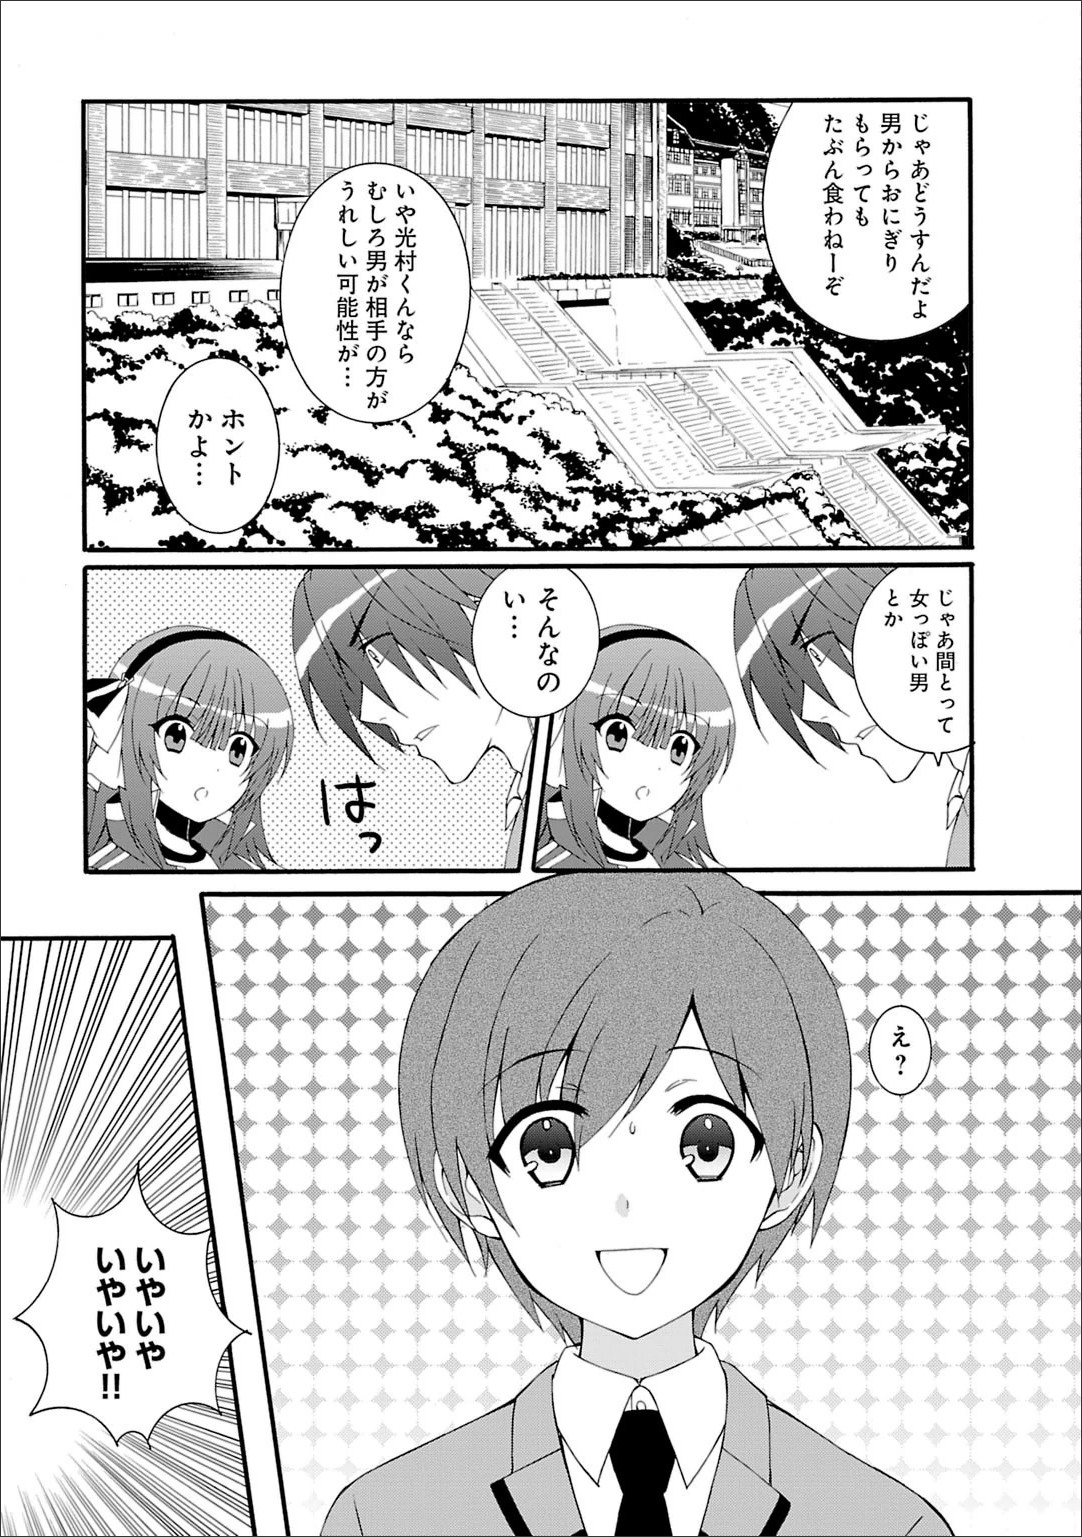 じゃあどうすんだよ
男からおにぎり
もらっても
たぶん食わねーぞ
いや光村くんなら
むしろ男が相手の方が
うれしい可能性が…
ホント
かよ…
じゃあ間とって
女っぽい男
とか
そんなの
い…
はっ
え？
いやいや
いやいや!!